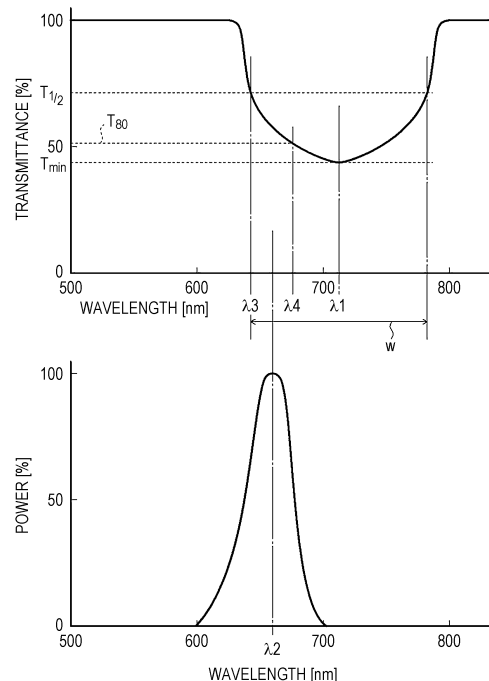 TRANSMITTANCE [%]
100
T1/2
T80
50
Tmin
0
500
600
700
800
WAVELENGTH [nm]
λ3
λ4
λ1
W
POWER [%]
100
50
0
500
600
700
800
λ2
WAVELENGTH [nm]